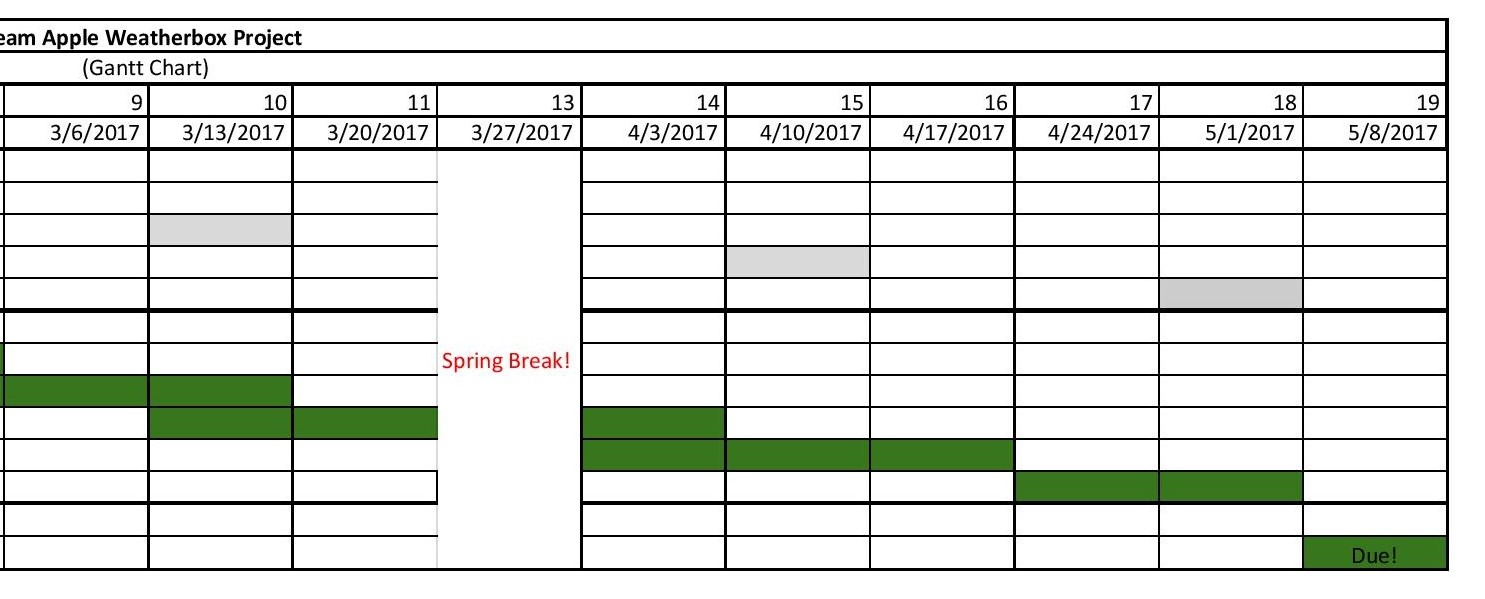 eam Apple Weatherbox Project
(Gantt Chart)
9 10 11 13 14 15 16 17 18 19
3/6/2017 3/13/2017 3/20/2017 3/27/2017 4/3/2017 4/10/2017 4/17/2017 4/24/2017 5/1/2017 5/8/2017
Spring Break!
Due!